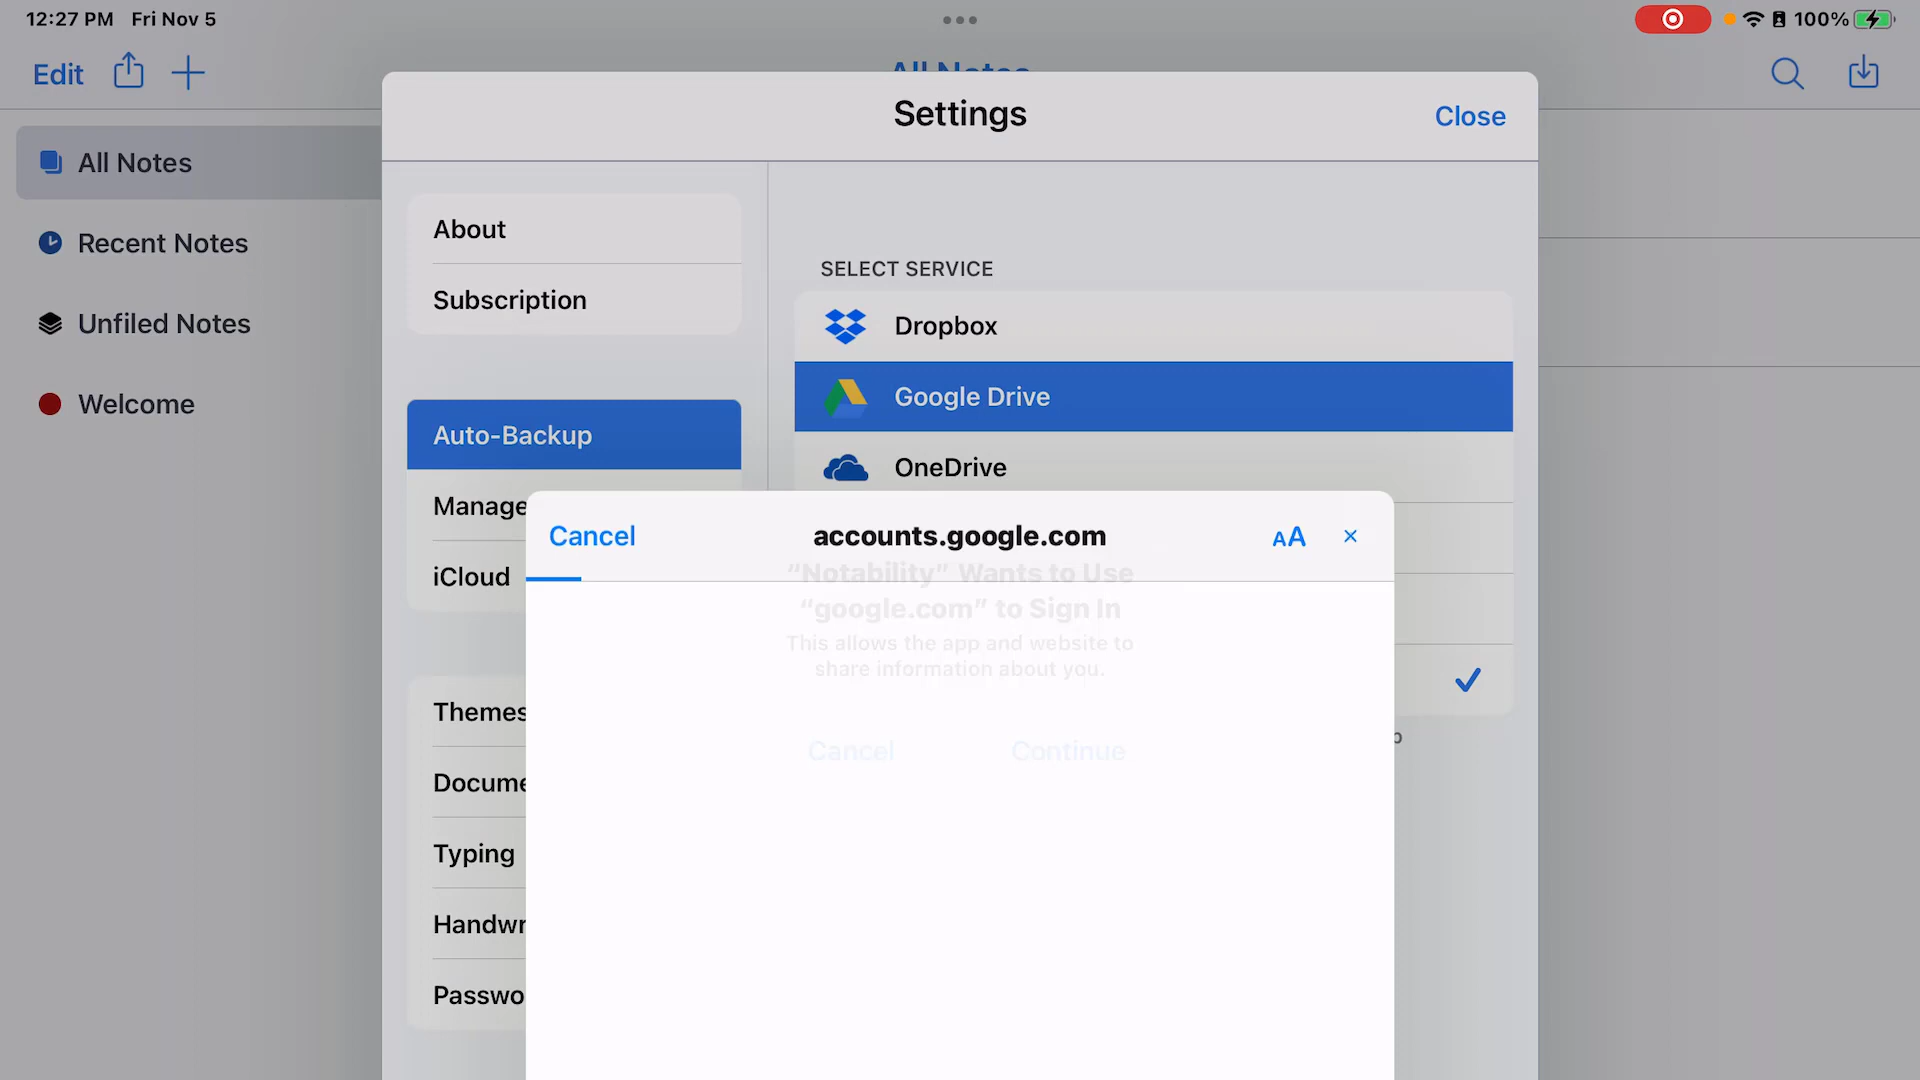 12:27 PM Fri Nov 5
100%
Edit
All Notes
Settings
Close
All Notes
Recent Notes
Unfiled Notes
Welcome
About
Subscription
Auto-Backup
Manage
iCloud
Themes
Docume
Typing
Handwr
Passwo
SELECT SERVICE
Dropbox
Google Drive
OneDrive
Cancel
accounts.google.com
AA
“Notability” Wants to Use
“google.com” to Sign In
This allows the app and website to
share information about you.
Cancel
Continue